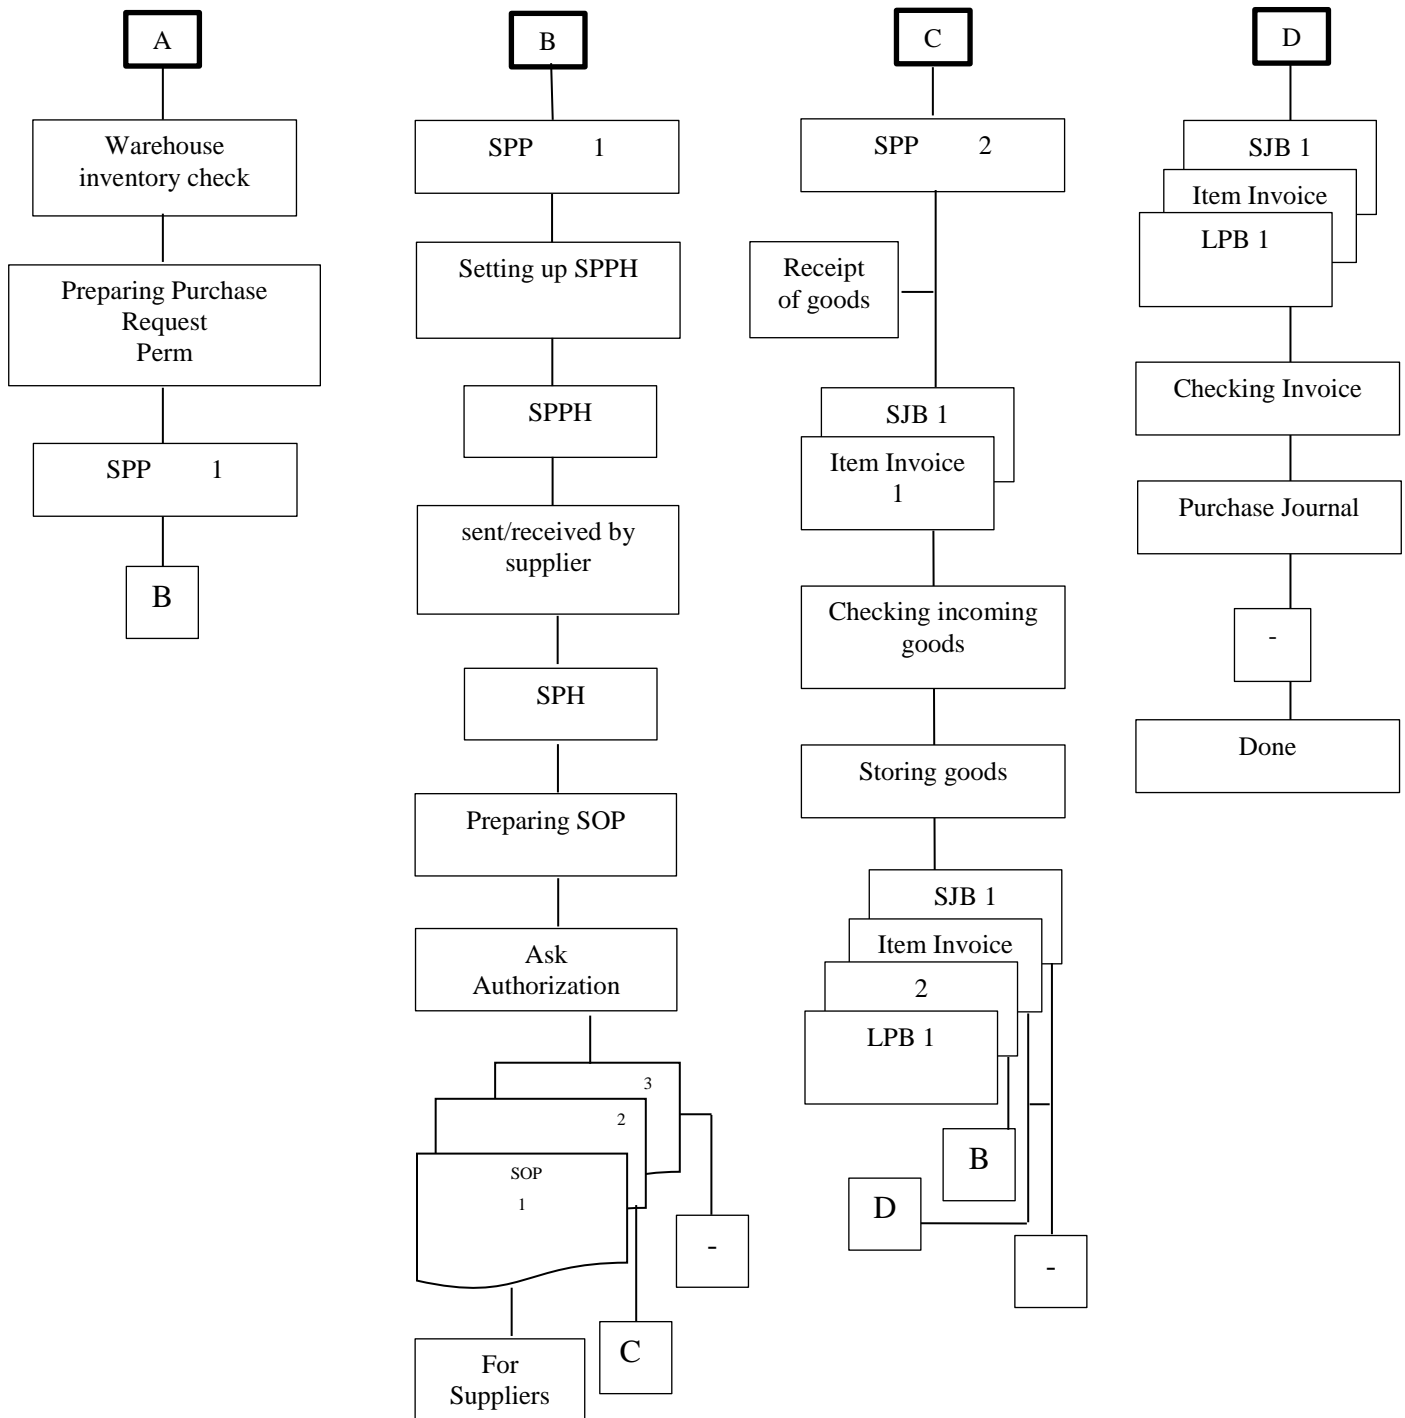 A
Warehouse
inventory check
Preparing Purchase
Request
Perm
SPP 1
B
B
SPP 1
Setting up SPPH
SPPH
sent/received by
supplier
SPH
Preparing SOP
Ask
Authorization
3
2
SOP
1
-
C
For
Suppliers
C
SPP 2
Receipt
of goods
SJB 1
Item Invoice
1
Checking incoming
goods
Storing goods
SJB 1
Item Invoice
2
LPB 1
B
D
-
D
SJB 1
Item Invoice
LPB 1
Checking Invoice
Purchase Journal
-
Done